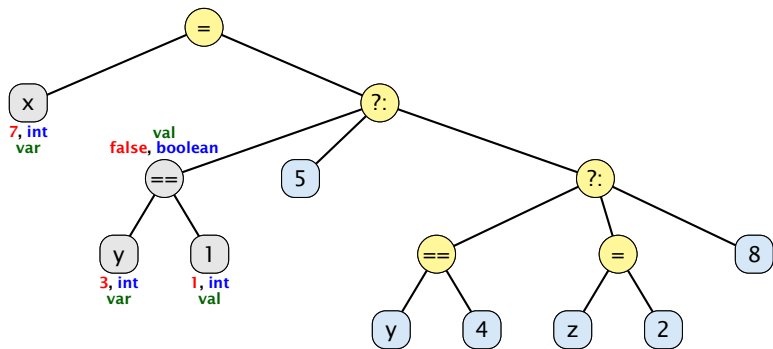 =
x
7, int
var
?:
val
false, boolean
==
5
?:
y
3, int
var
1
1, int
val
==
=
8
y
4
z
2